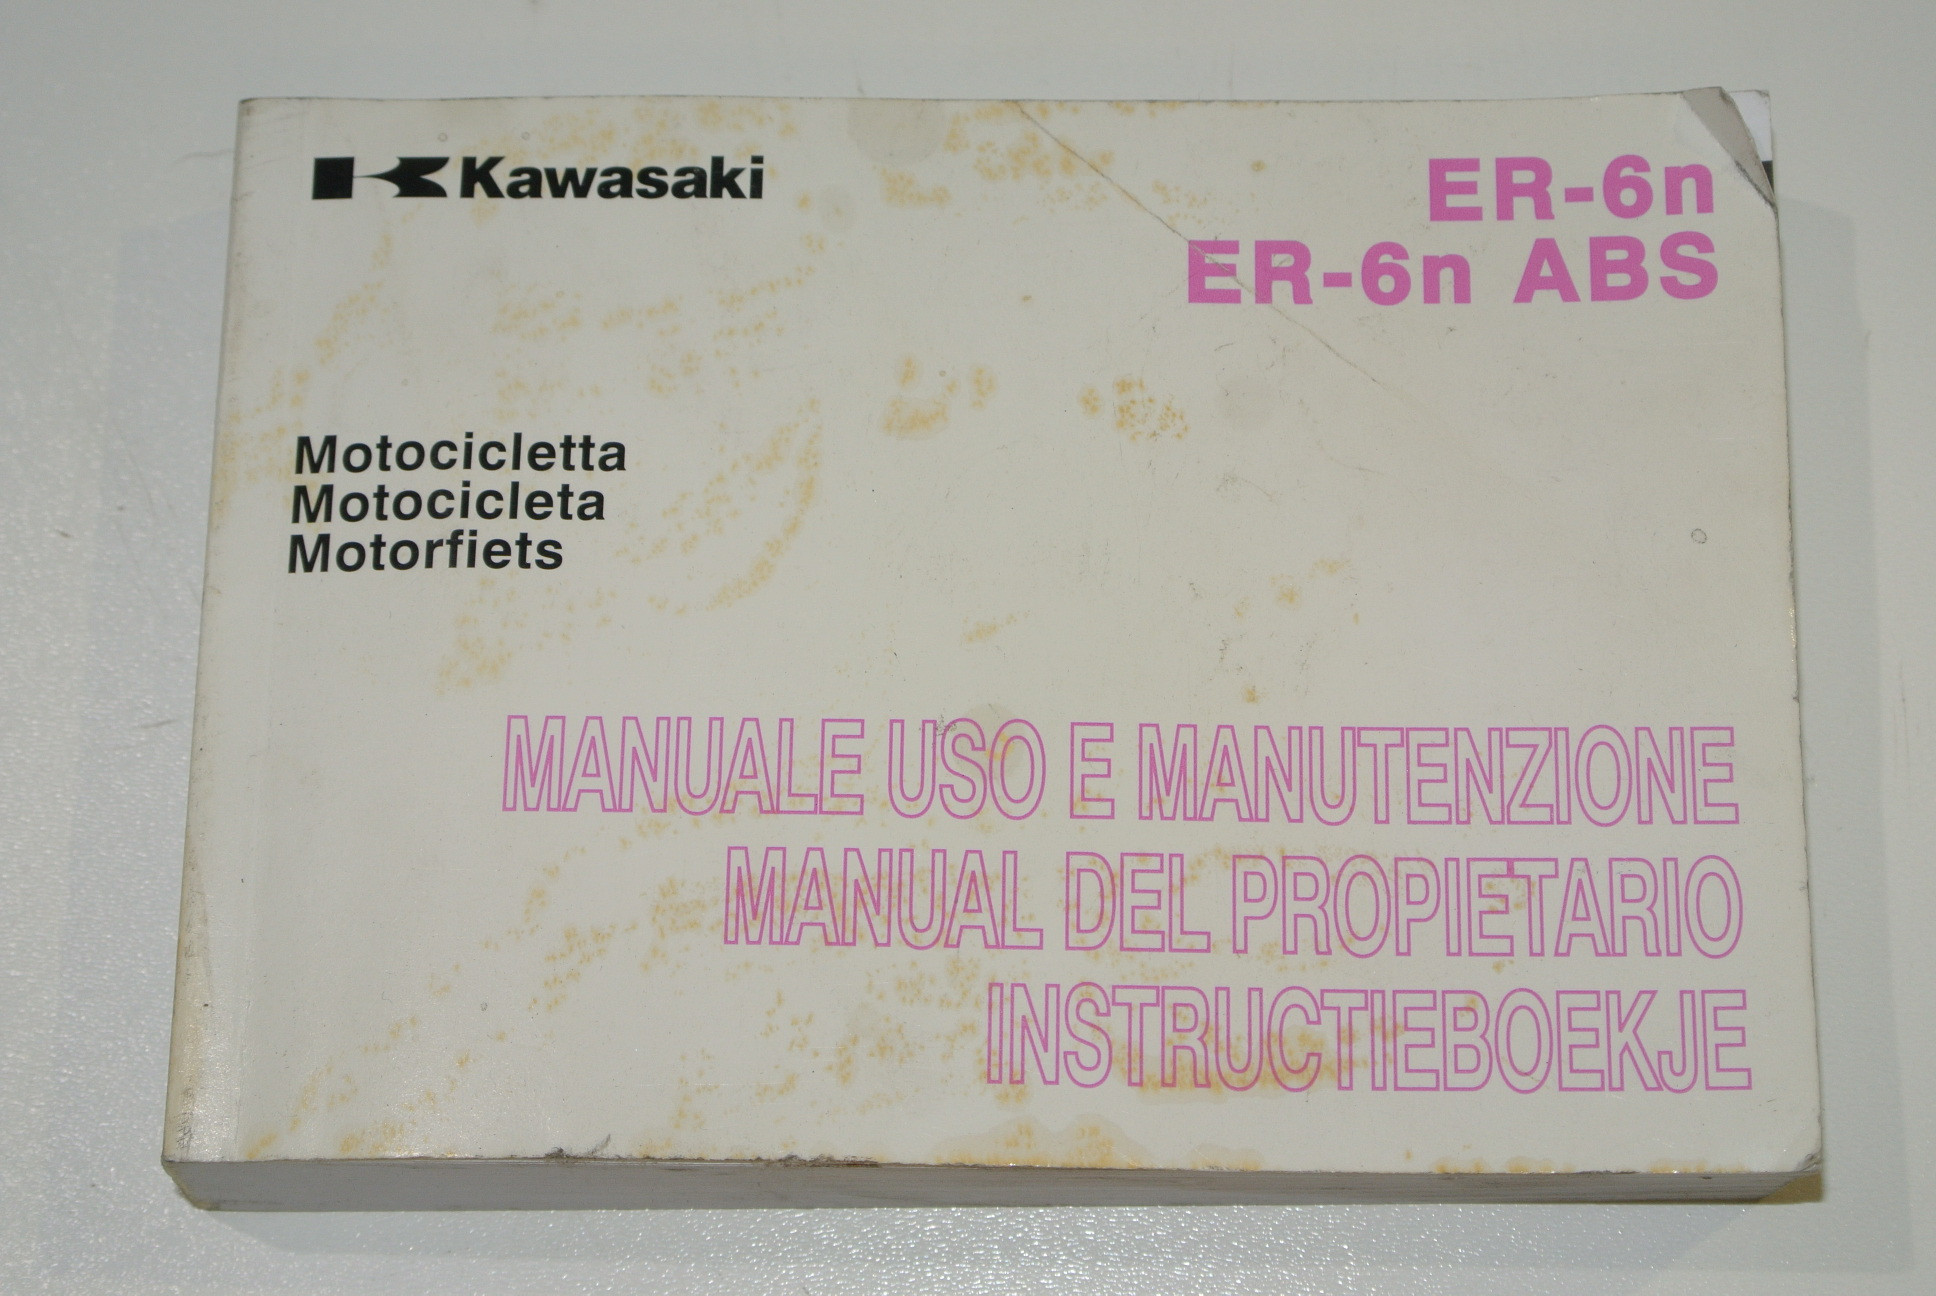 Kawasaki
ER-6n
ER-6n ABS
Motocicletta
Motocicleta
Motorfiets
MANUALE USO E MANUTENZIONE
MANUAL DEL PROPIETARIO
INSTRUCTIEBOEKJE